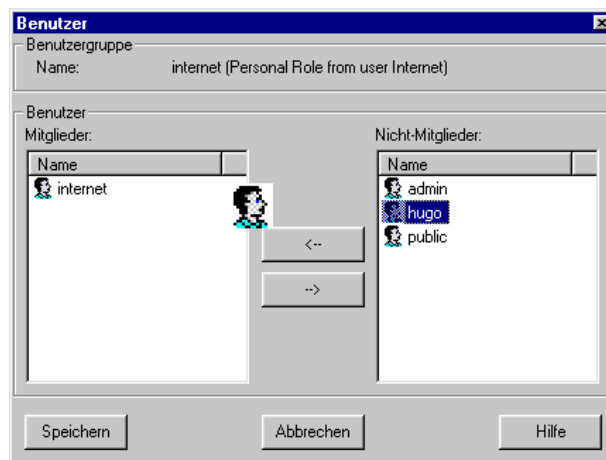 Benutzer
Benutzergruppe
Name: internet (Personal Role from user Internet)
Benutzer
Mitglieder: Nicht-Mitglieder:
Name Name
internet admin
hugo
<--
public
-->
Speichern Abbrechen Hilfe